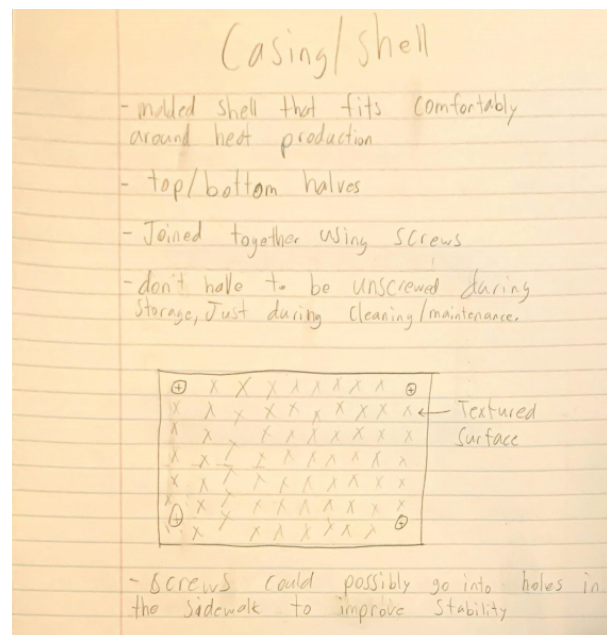 Casing/shell
- molded shell that fits comfortably
around heat production
- top/bottom halves
- Joined together using screws
- don't have to be unscrewed during
Storage, Just during Cleaning/maintenance.
Textured
Surface
- Screws could possibly go into holes in
the sidewalk to improve Stability